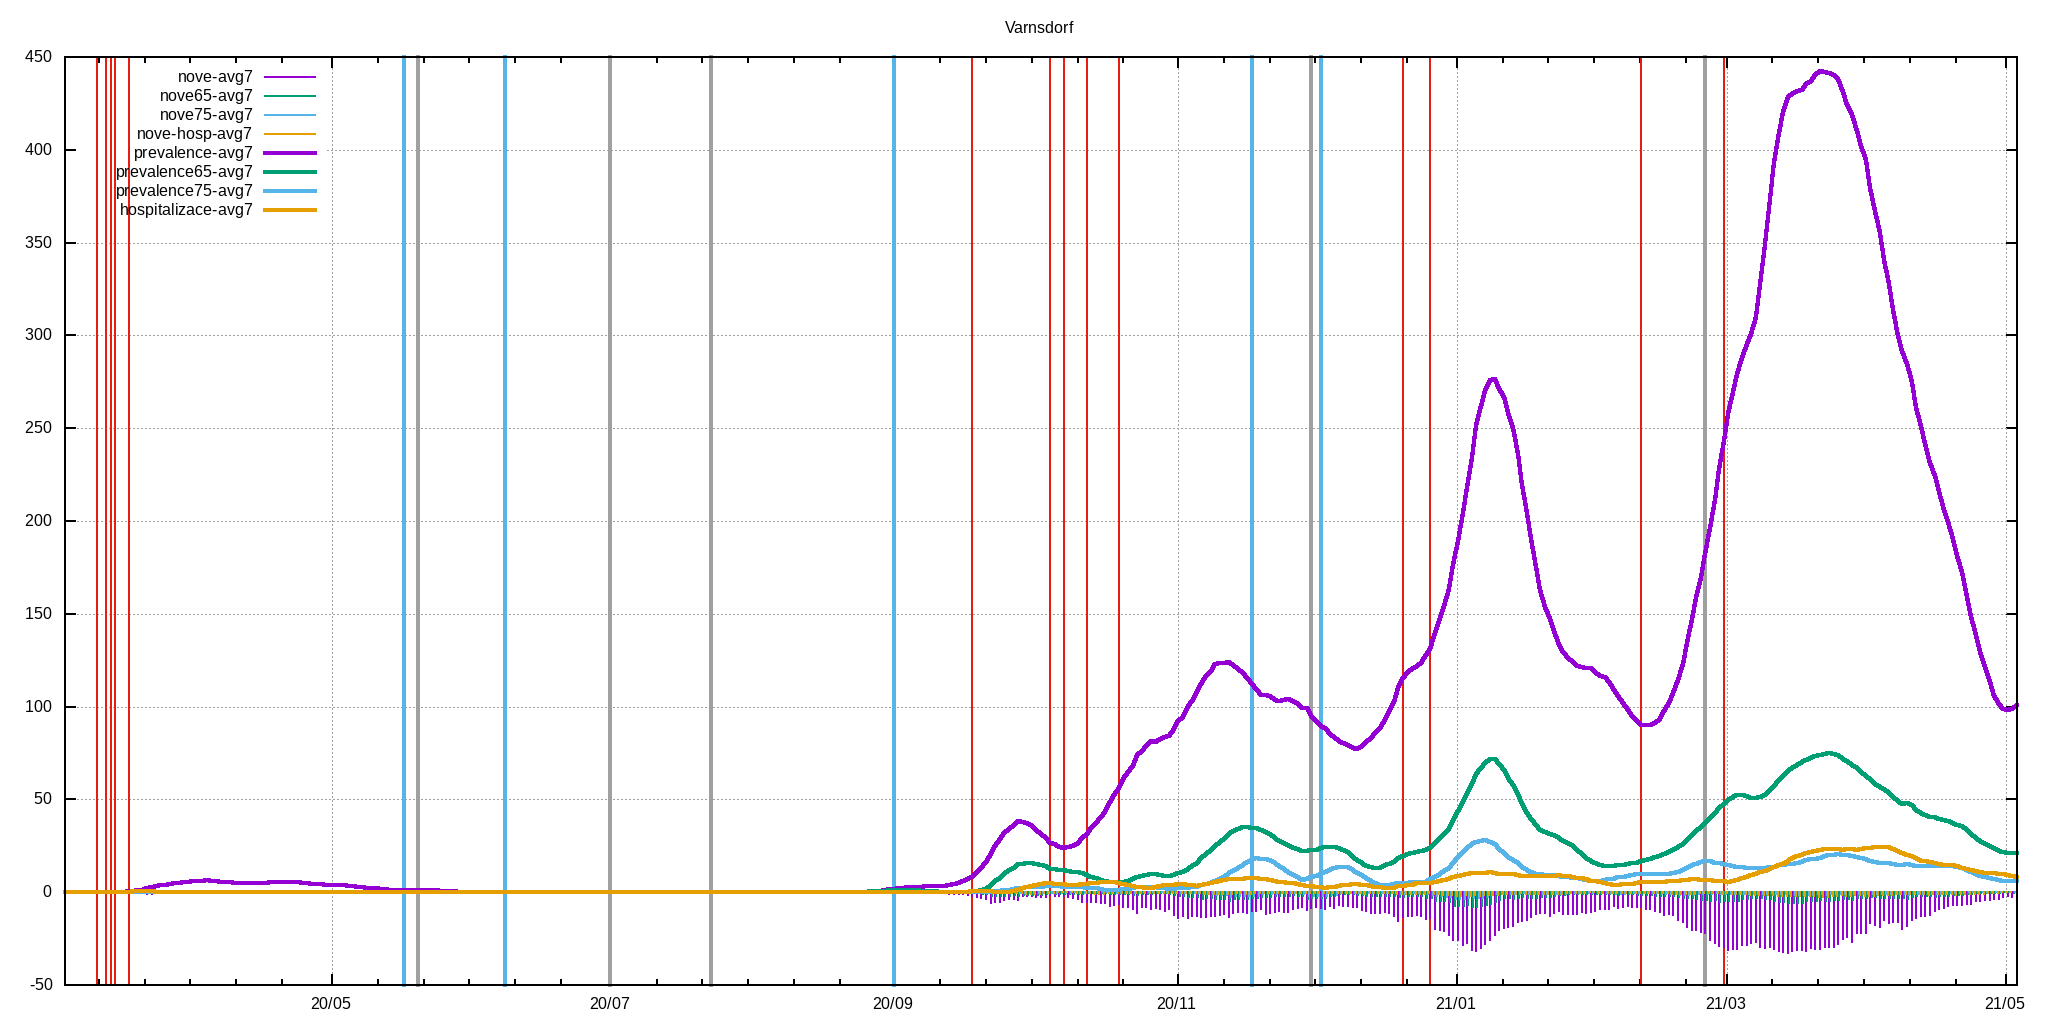 Varnsdorf
450
400
350
300
250
200
150
100
50
0
-50
nove-avg7
nove65-avg7
nove75-avg7
nove-hosp-avg7
prevalence-avg7
prevalence65-avg7
prevalence75-avg7
hospitalizace-avg7
20/05 20/07 20/09 20/11 21/01 21/03 21/05